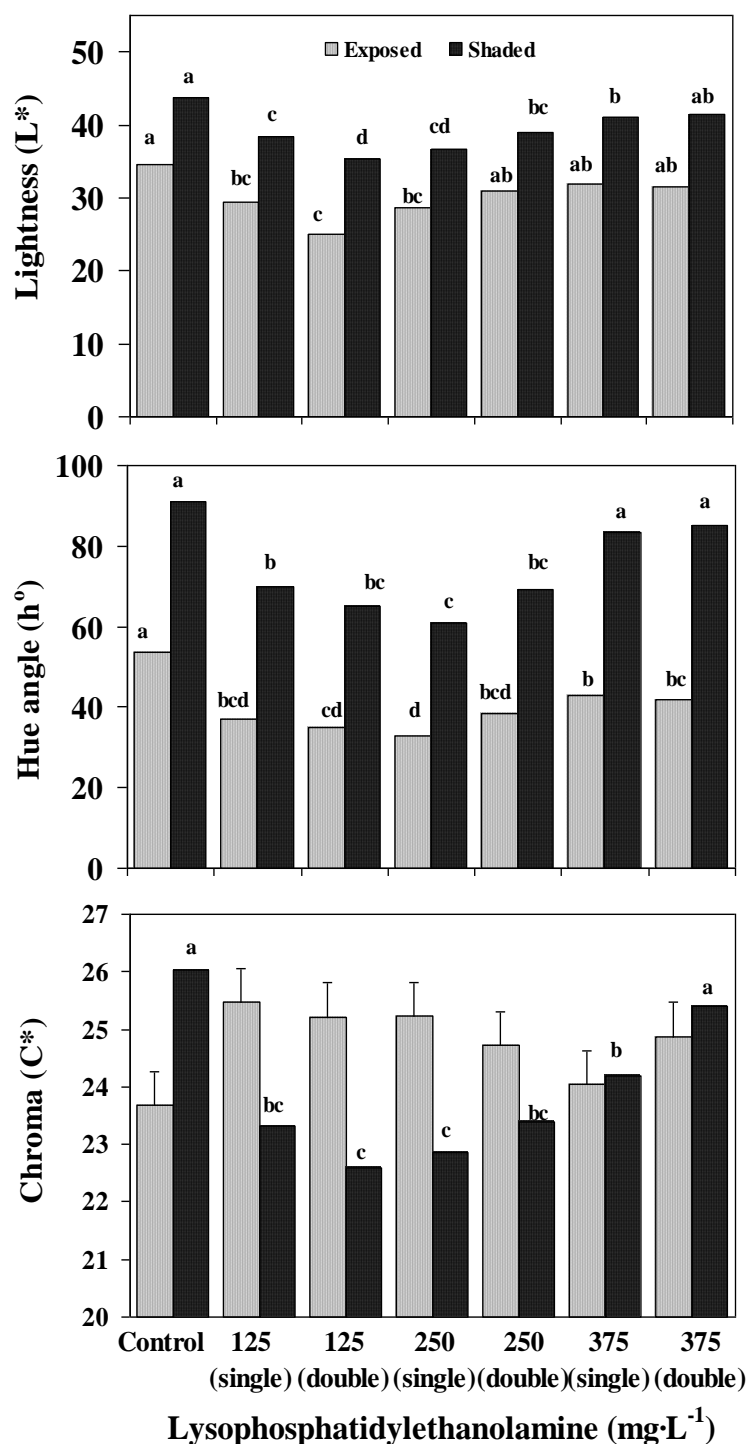 Exposed Shaded
Lightness (L*)
50
40
30
20
10
0
a a bc c c d bc cd ab bc ab b ab ab
Hue angle (h°)
100
80
60
40
20
0
a a bcd b cd bc d c bcd bc b a bc a
Chroma (C*)
27
26
25
24
23
22
21
20
a bc c c bc b a
Control 125 125 250 250 375 375
(single) (double) (single) (double) (single) (double)
Lysophosphatidylethanolamine (mg·L⁻¹)